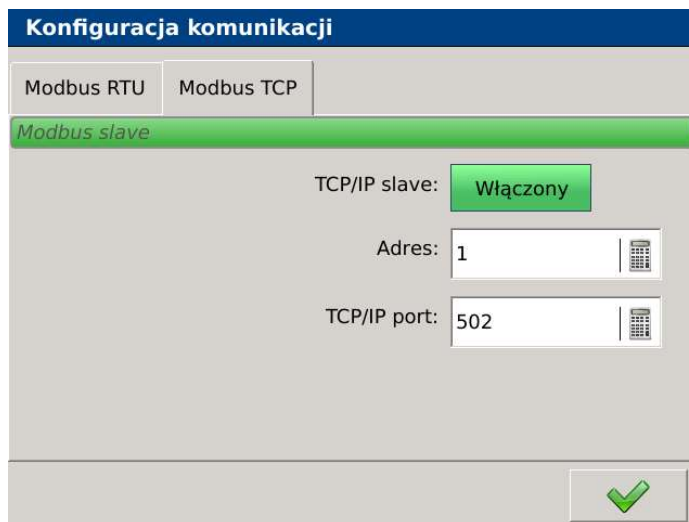 Konfiguracja komunikacji
Modbus RTU Modbus TCP
Modbus slave
TCP/IP slave: Włączony
Adres: 1
TCP/IP port: 502